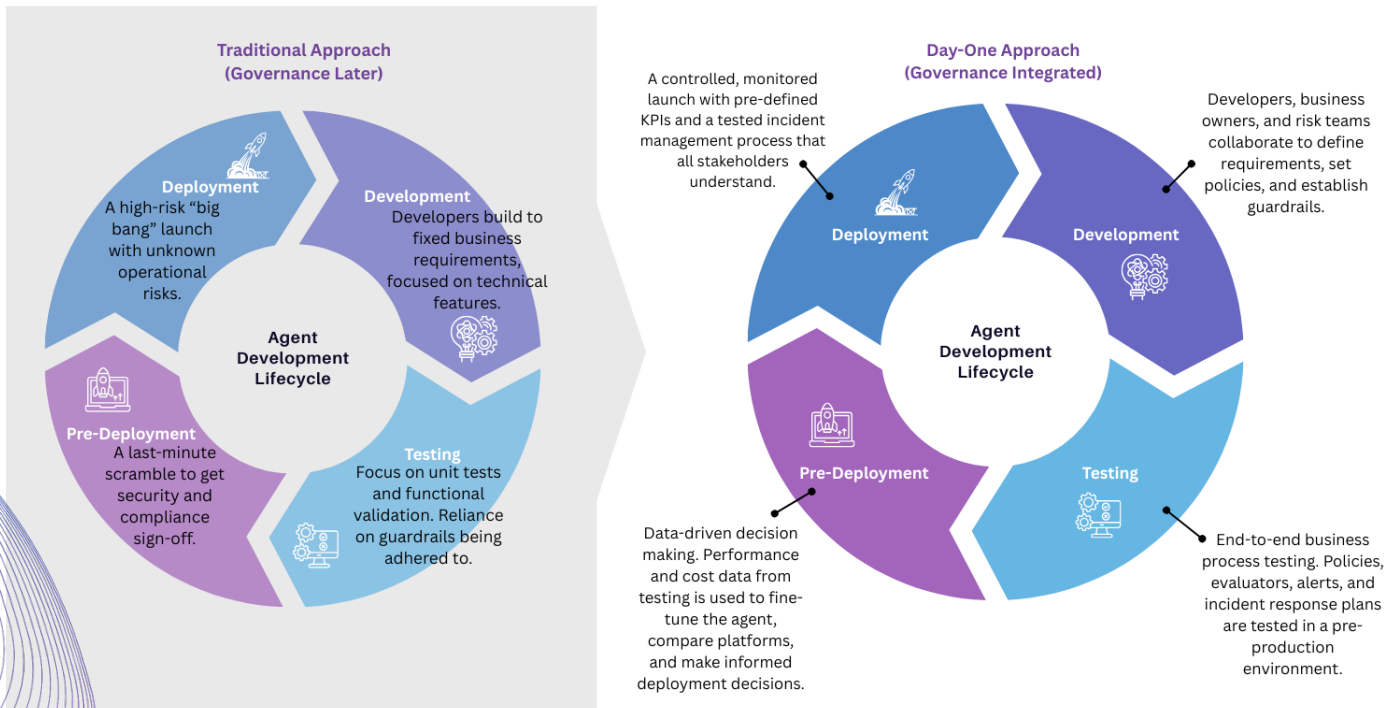 Traditional Approach
(Governance Later)
Deployment
A high-risk “big
bang” launch
with unknown
operational
risks.
Development
Developers build to
fixed business
requirements,
focused on technical
features.
Agent
Development
Lifecycle
Pre-Deployment
A last-minute
scramble to get
security and
compliance
sign-off.
Testing
Focus on unit tests
and functional
validation. Reliance
on guardrails being
adhered to.
Day-One Approach
(Governance Integrated)
A controlled, monitored
launch with pre-defined
KPIs and a tested incident
management process that
all stakeholders
understand.
Developers, business
owners, and risk teams
collaborate to define
requirements, set
policies, and establish
guardrails.
Deployment
Development
Agent
Development
Lifecycle
Pre-Deployment
Testing
Data-driven decision
making. Performance
and cost data from
testing is used to fine-
tune the agent,
compare platforms,
and make informed
deployment decisions.
End-to-end business
process testing. Policies,
evaluators, alerts, and
incident response plans
are tested in a pre-
production
environment.